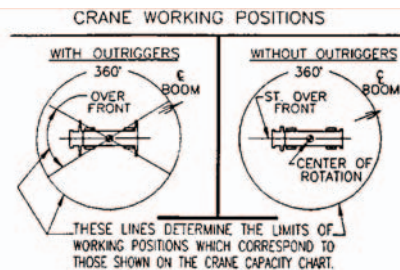 CRANE WORKING POSITIONS
WITH OUTRIGGERS
360°
℄
BOOM
OVER
FRONT
WITHOUT OUTRIGGERS
360°
℄
BOOM
ST. OVER
FRONT
CENTER OF
ROTATION
THESE LINES DETERMINE THE LIMITS OF
WORKING POSITIONS WHICH CORRESPOND TO
THOSE SHOWN ON THE CRANE CAPACITY CHART.